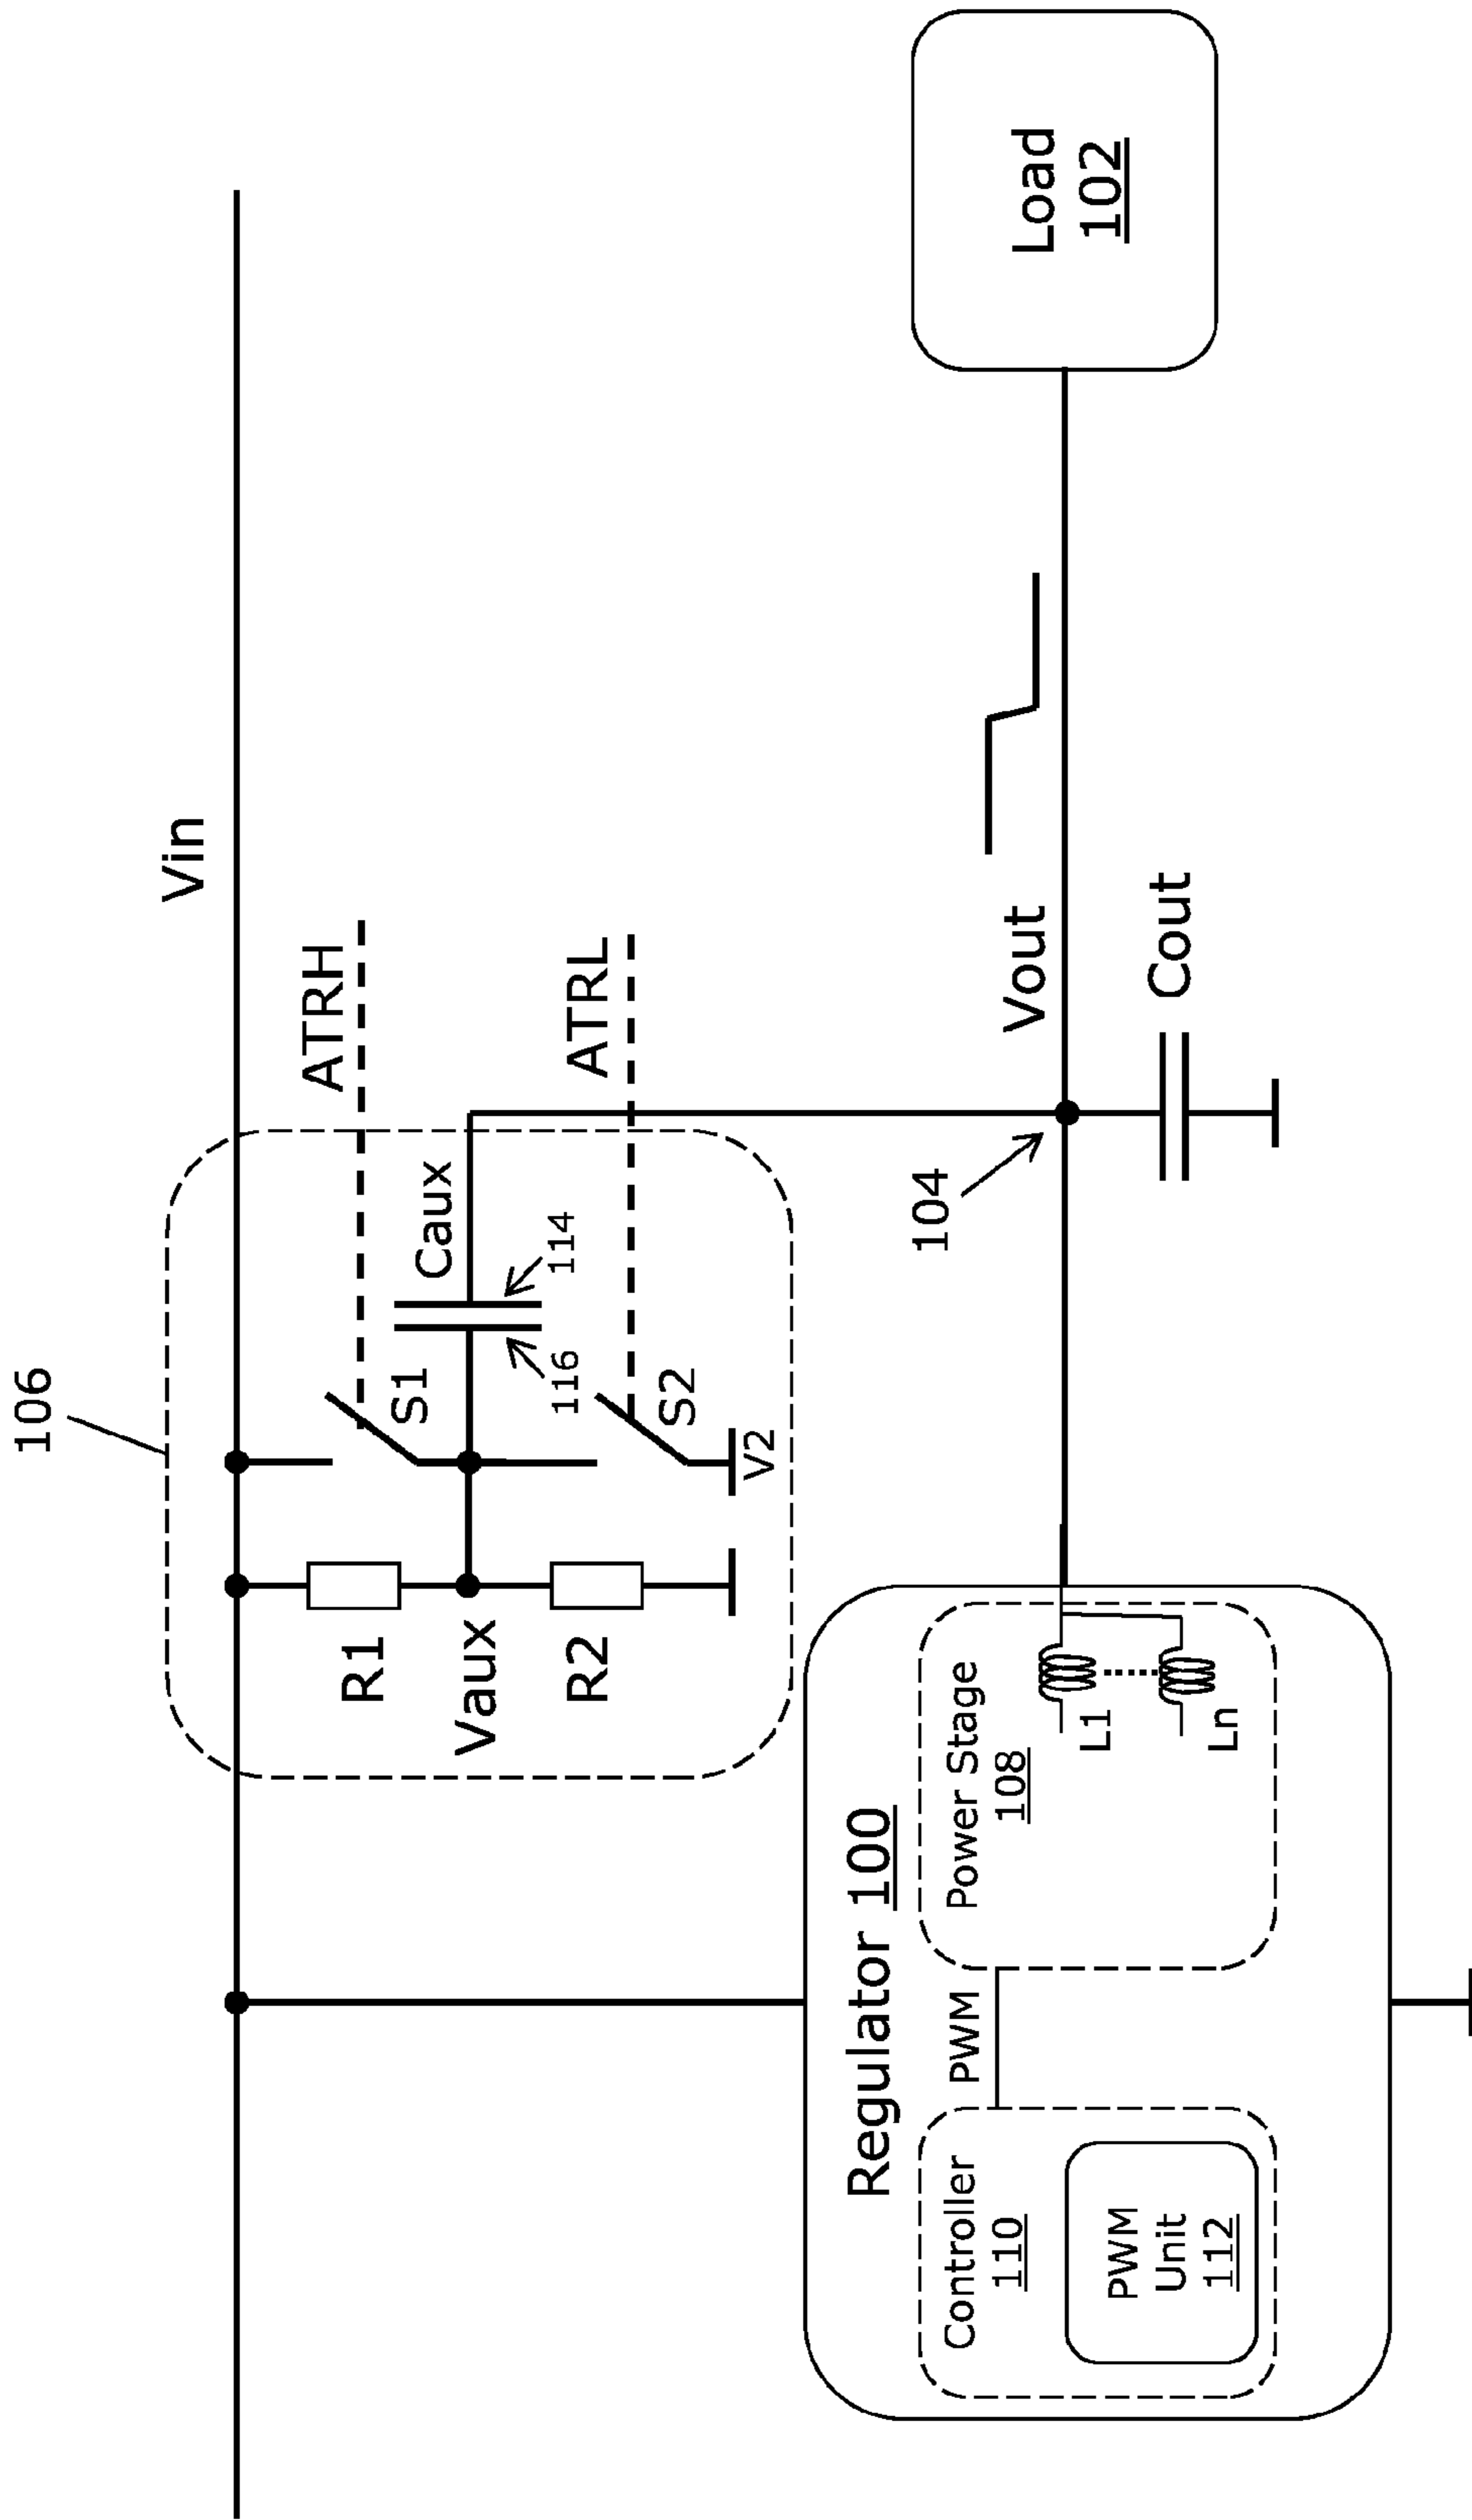 106
Vin
R1
S1
ATRH
Vaux
Caux
116
114
R2
S2
ATRL
V2
Regulator 100
Controller
110
PWM
Unit
112
PWM
Power Stage
108
L1
Ln
104
Vout
Cout
Load
102